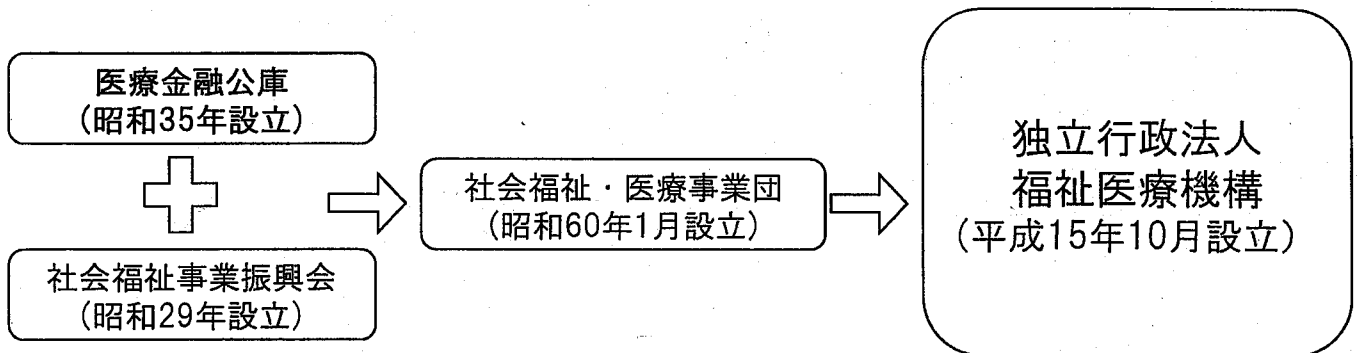 医療金融公庫
(昭和35年設立)
社会福祉事業振興会
(昭和29年設立)
社会福祉・医療事業団
(昭和60年1月設立)
独立行政法人
福祉医療機構
(平成15年10月設立)